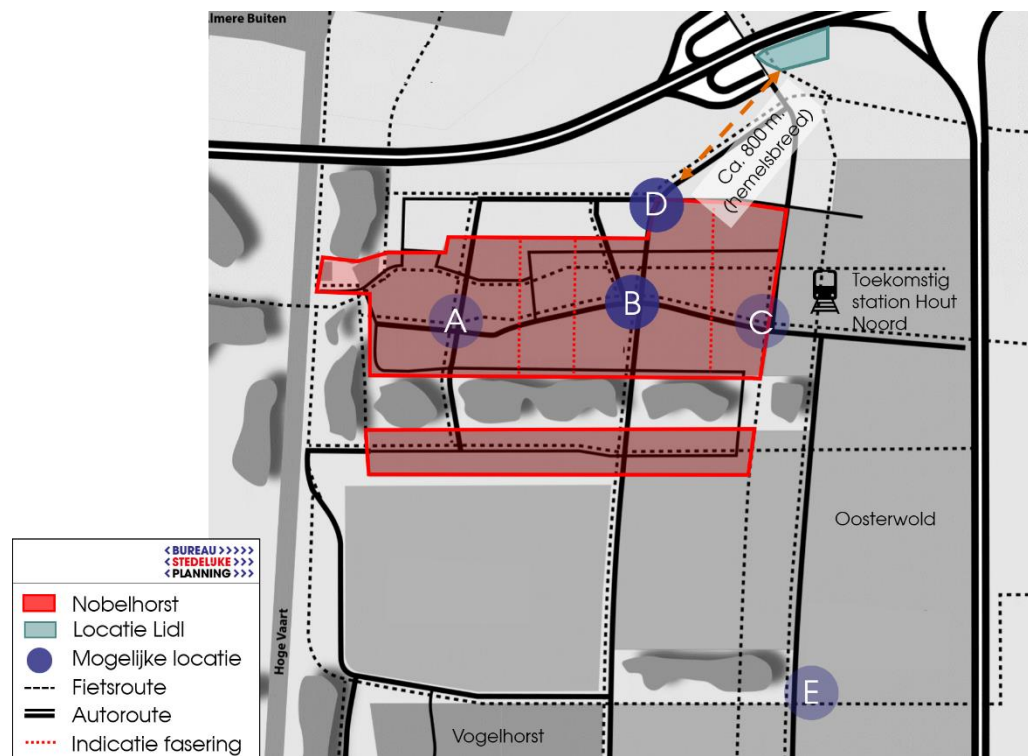 lmere Buiten
Ca. 800 m.
(hemelsbreed)
D
B
A
C
Toekomstig
station Hout
Noord
Oosterwold
E
Hoge Vaart
Vogelhorst
<BUREAU>>>>>
<STEDELIJKE>
<PLANNING>>>
Nobelhorst
Locatie Lidl
Mogelijke locatie
Fietsroute
Autoroute
Indicatie fasering